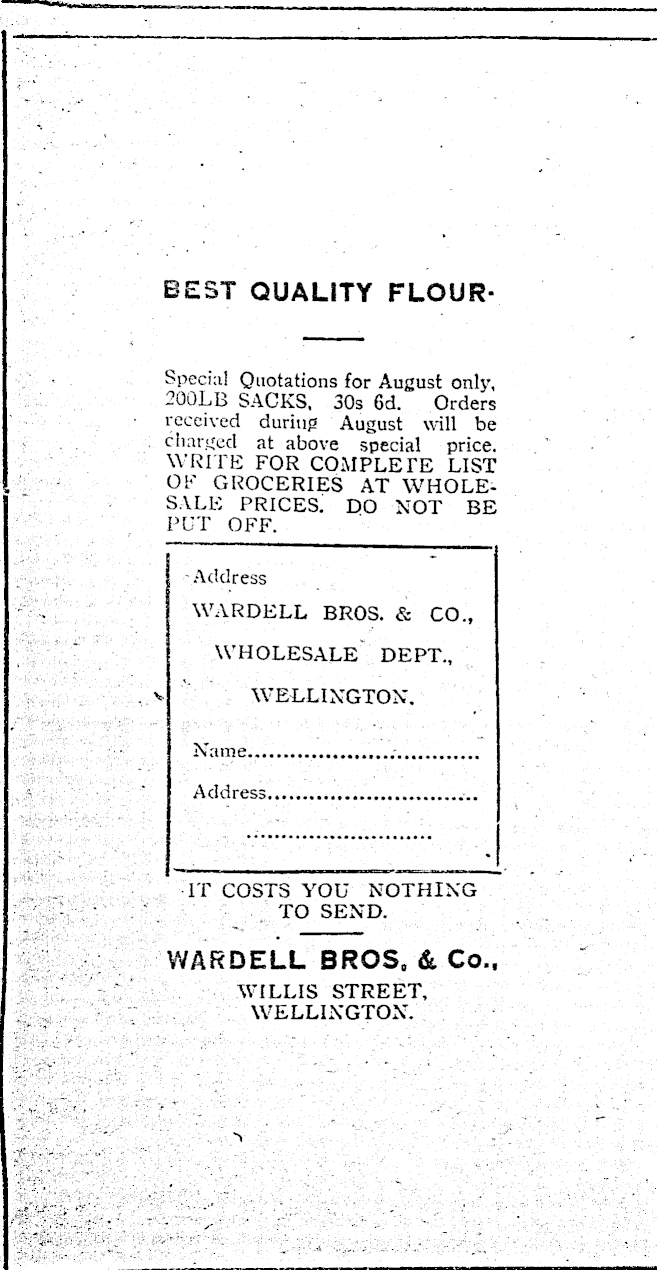 BEST QUALITY FLOUR.
Special Quotations for August only,
200LB SACKS, 30s 6d. Orders
received during August will be
charged at above special price.
WRITE FOR COMPLETE LIST
OF GROCERIES AT WHOLE-
SALE PRICES. DO NOT BE
PUT OFF.
Address
WARDELL BROS. & CO.,
WHOLESALE DEPT.,
WELLINGTON.
Name.................................
Address..............................
...........................
IT COSTS YOU NOTHING
TO SEND.
WARDELL BROS. & Co.,
WILLIS STREET,
WELLINGTON.